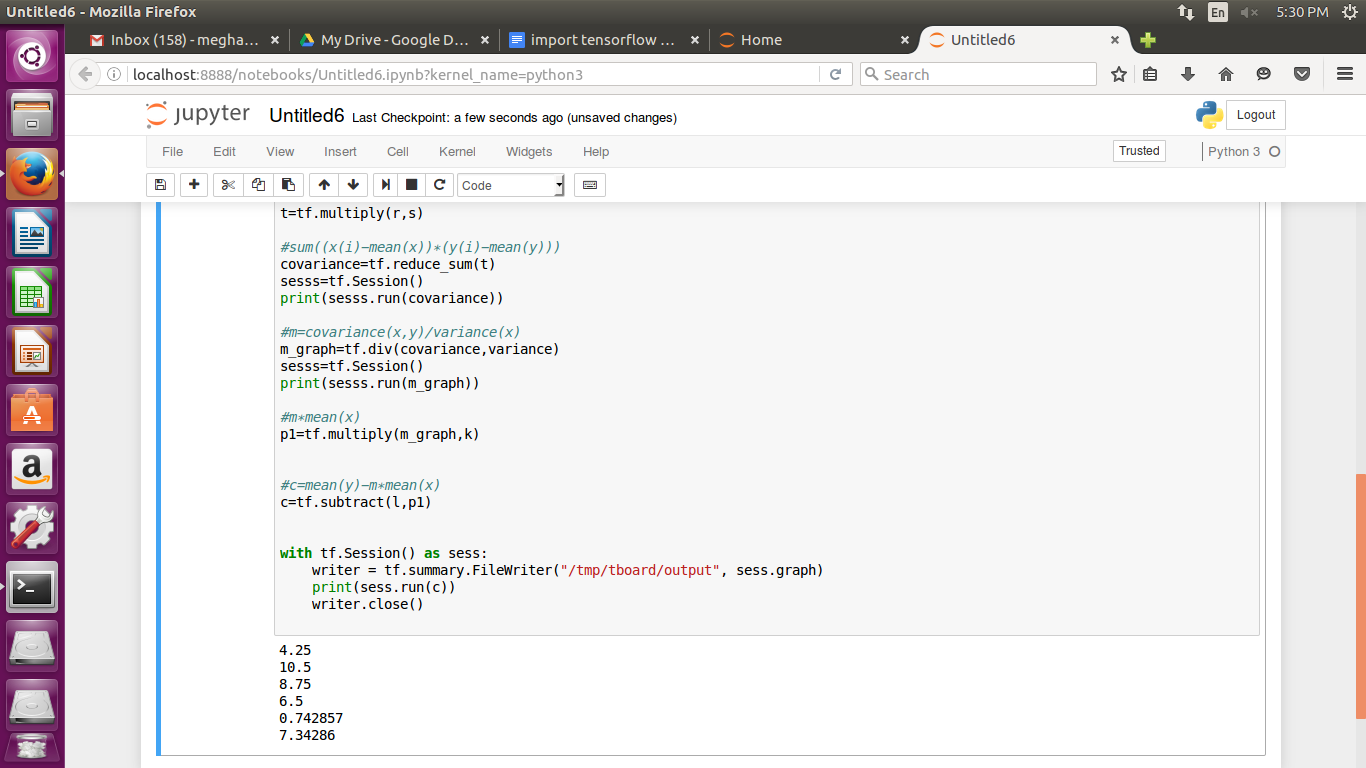 Untitled6 - Mozilla Firefox
En
5:30 PM
Inbox (158) - megha...
My Drive - Google D...
import tensorflow ...
Home
Untitled6
localhost:8888/notebooks/Untitled6.ipynb?kernel_name=python3
Search
jupyter
Untitled6
Last Checkpoint: a few seconds ago (unsaved changes)
Logout
File Edit View Insert Cell Kernel Widgets Help
Trusted
Python 3
Code
t=tf.multiply(r,s)
#sum((x(i)-mean(x))*(y(i)-mean(y)))
covariance=tf.reduce_sum(t)
sesss=tf.Session()
print(sesss.run(covariance))
#m=covariance(x,y)/variance(x)
m_graph=tf.div(covariance,variance)
sesss=tf.Session()
print(sesss.run(m_graph))
#m*mean(x)
p1=tf.multiply(m_graph,k)
#c=mean(y)-m*mean(x)
c=tf.subtract(l,p1)
with tf.Session() as sess:
    writer = tf.summary.FileWriter("/tmp/tboard/output", sess.graph)
    print(sess.run(c))
    writer.close()
4.25
10.5
8.75
6.5
0.742857
7.34286